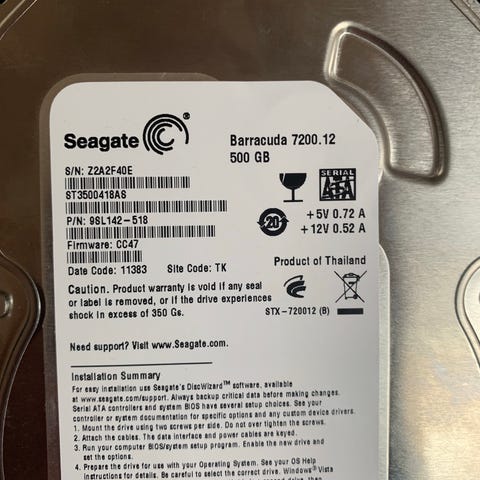 Seagate®
Barracuda 7200.12
500 GB
S/N: Z2A2F40E
ST3500418AS
P/N: 9SL142-518
Firmware: CC47
Date Code: 11383 Site Code: TK
SERIAL
ATA
20
+5V 0.72 A
+12V 0.52 A
Product of Thailand
STX-720012 (B)
Caution. Product warranty is void if any seal
or label is removed, or if the drive experiences
shock in excess of 350 Gs.
Need support? Visit www.Seagate.com.
Installation Summary
For easy installation use Seagate's DiscWizard™ software, available
at www.seagate.com/support. Always backup critical data before making changes.
Serial ATA controllers and system BIOS have several setup choices. See your
controller or system documentation for specific options and any custom device drivers.
1. Mount the drive using two screws per side. Do not over tighten the screws.
2. Attach the cables. The data interface and power cables are keyed.
3. Run your computer BIOS/system setup program. Enable the new drive and
set the options.
4. Prepare the drive for use with your Operating System. See your OS Help
instructions for details. Be careful to select the correct drive. Windows® Vista